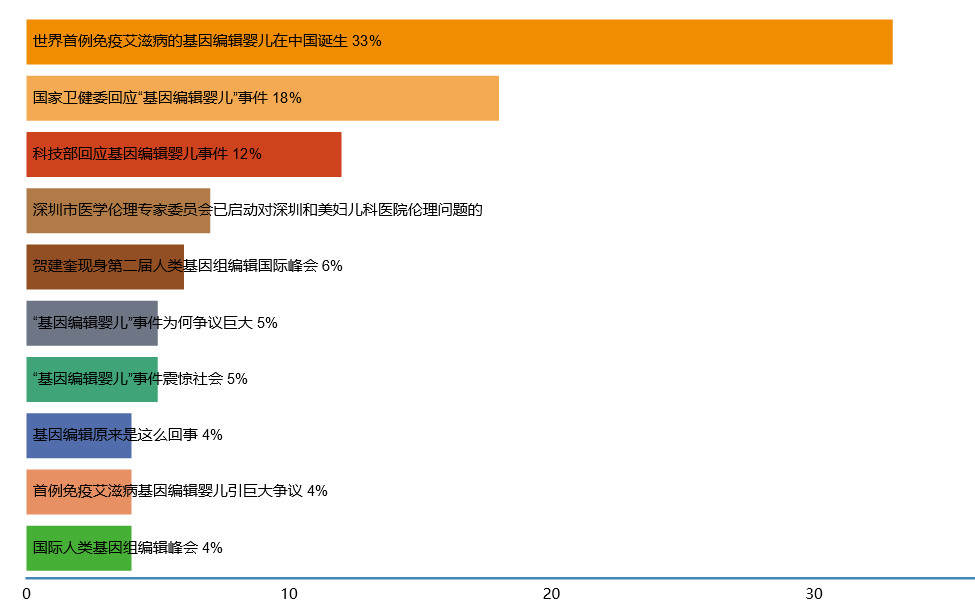 世界首例免疫艾滋病的基因编辑婴儿在中国诞生 33%
国家卫健委回应“基因编辑婴儿”事件 18%
科技部回应基因编辑婴儿事件 12%
深圳市医学伦理专家委员会已启动对深圳和美妇儿科医院伦理问题的
贺建奎现身第二届人类基因组编辑国际峰会 6%
“基因编辑婴儿”事件为何争议巨大 5%
“基因编辑婴儿”事件震惊社会 5%
基因编辑原来是这么回事 4%
首例免疫艾滋病基因编辑婴儿引巨大争议 4%
国际人类基因组编辑峰会 4%
0 10 20 30